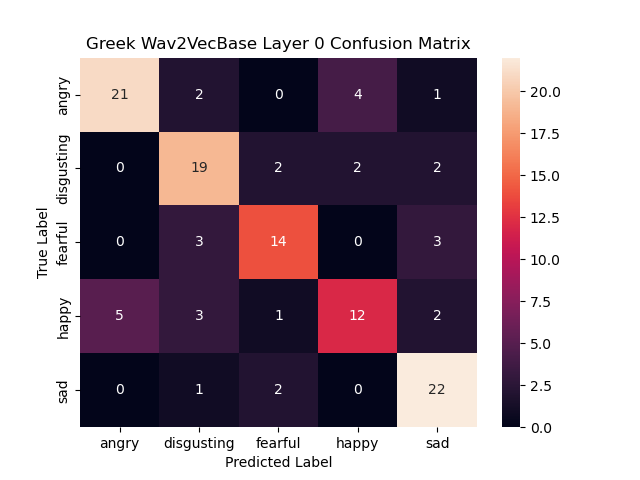 Greek Wav2VecBase Layer 0 Confusion Matrix
True Label
angry 21 2 0 4 1
disgusting 0 19 2 2 2
fearful 0 3 14 0 3
happy 5 3 1 12 2
sad 0 1 2 0 22
angry disgusting fearful happy sad
Predicted Label
20.0
17.5
15.0
12.5
10.0
7.5
5.0
2.5
0.0